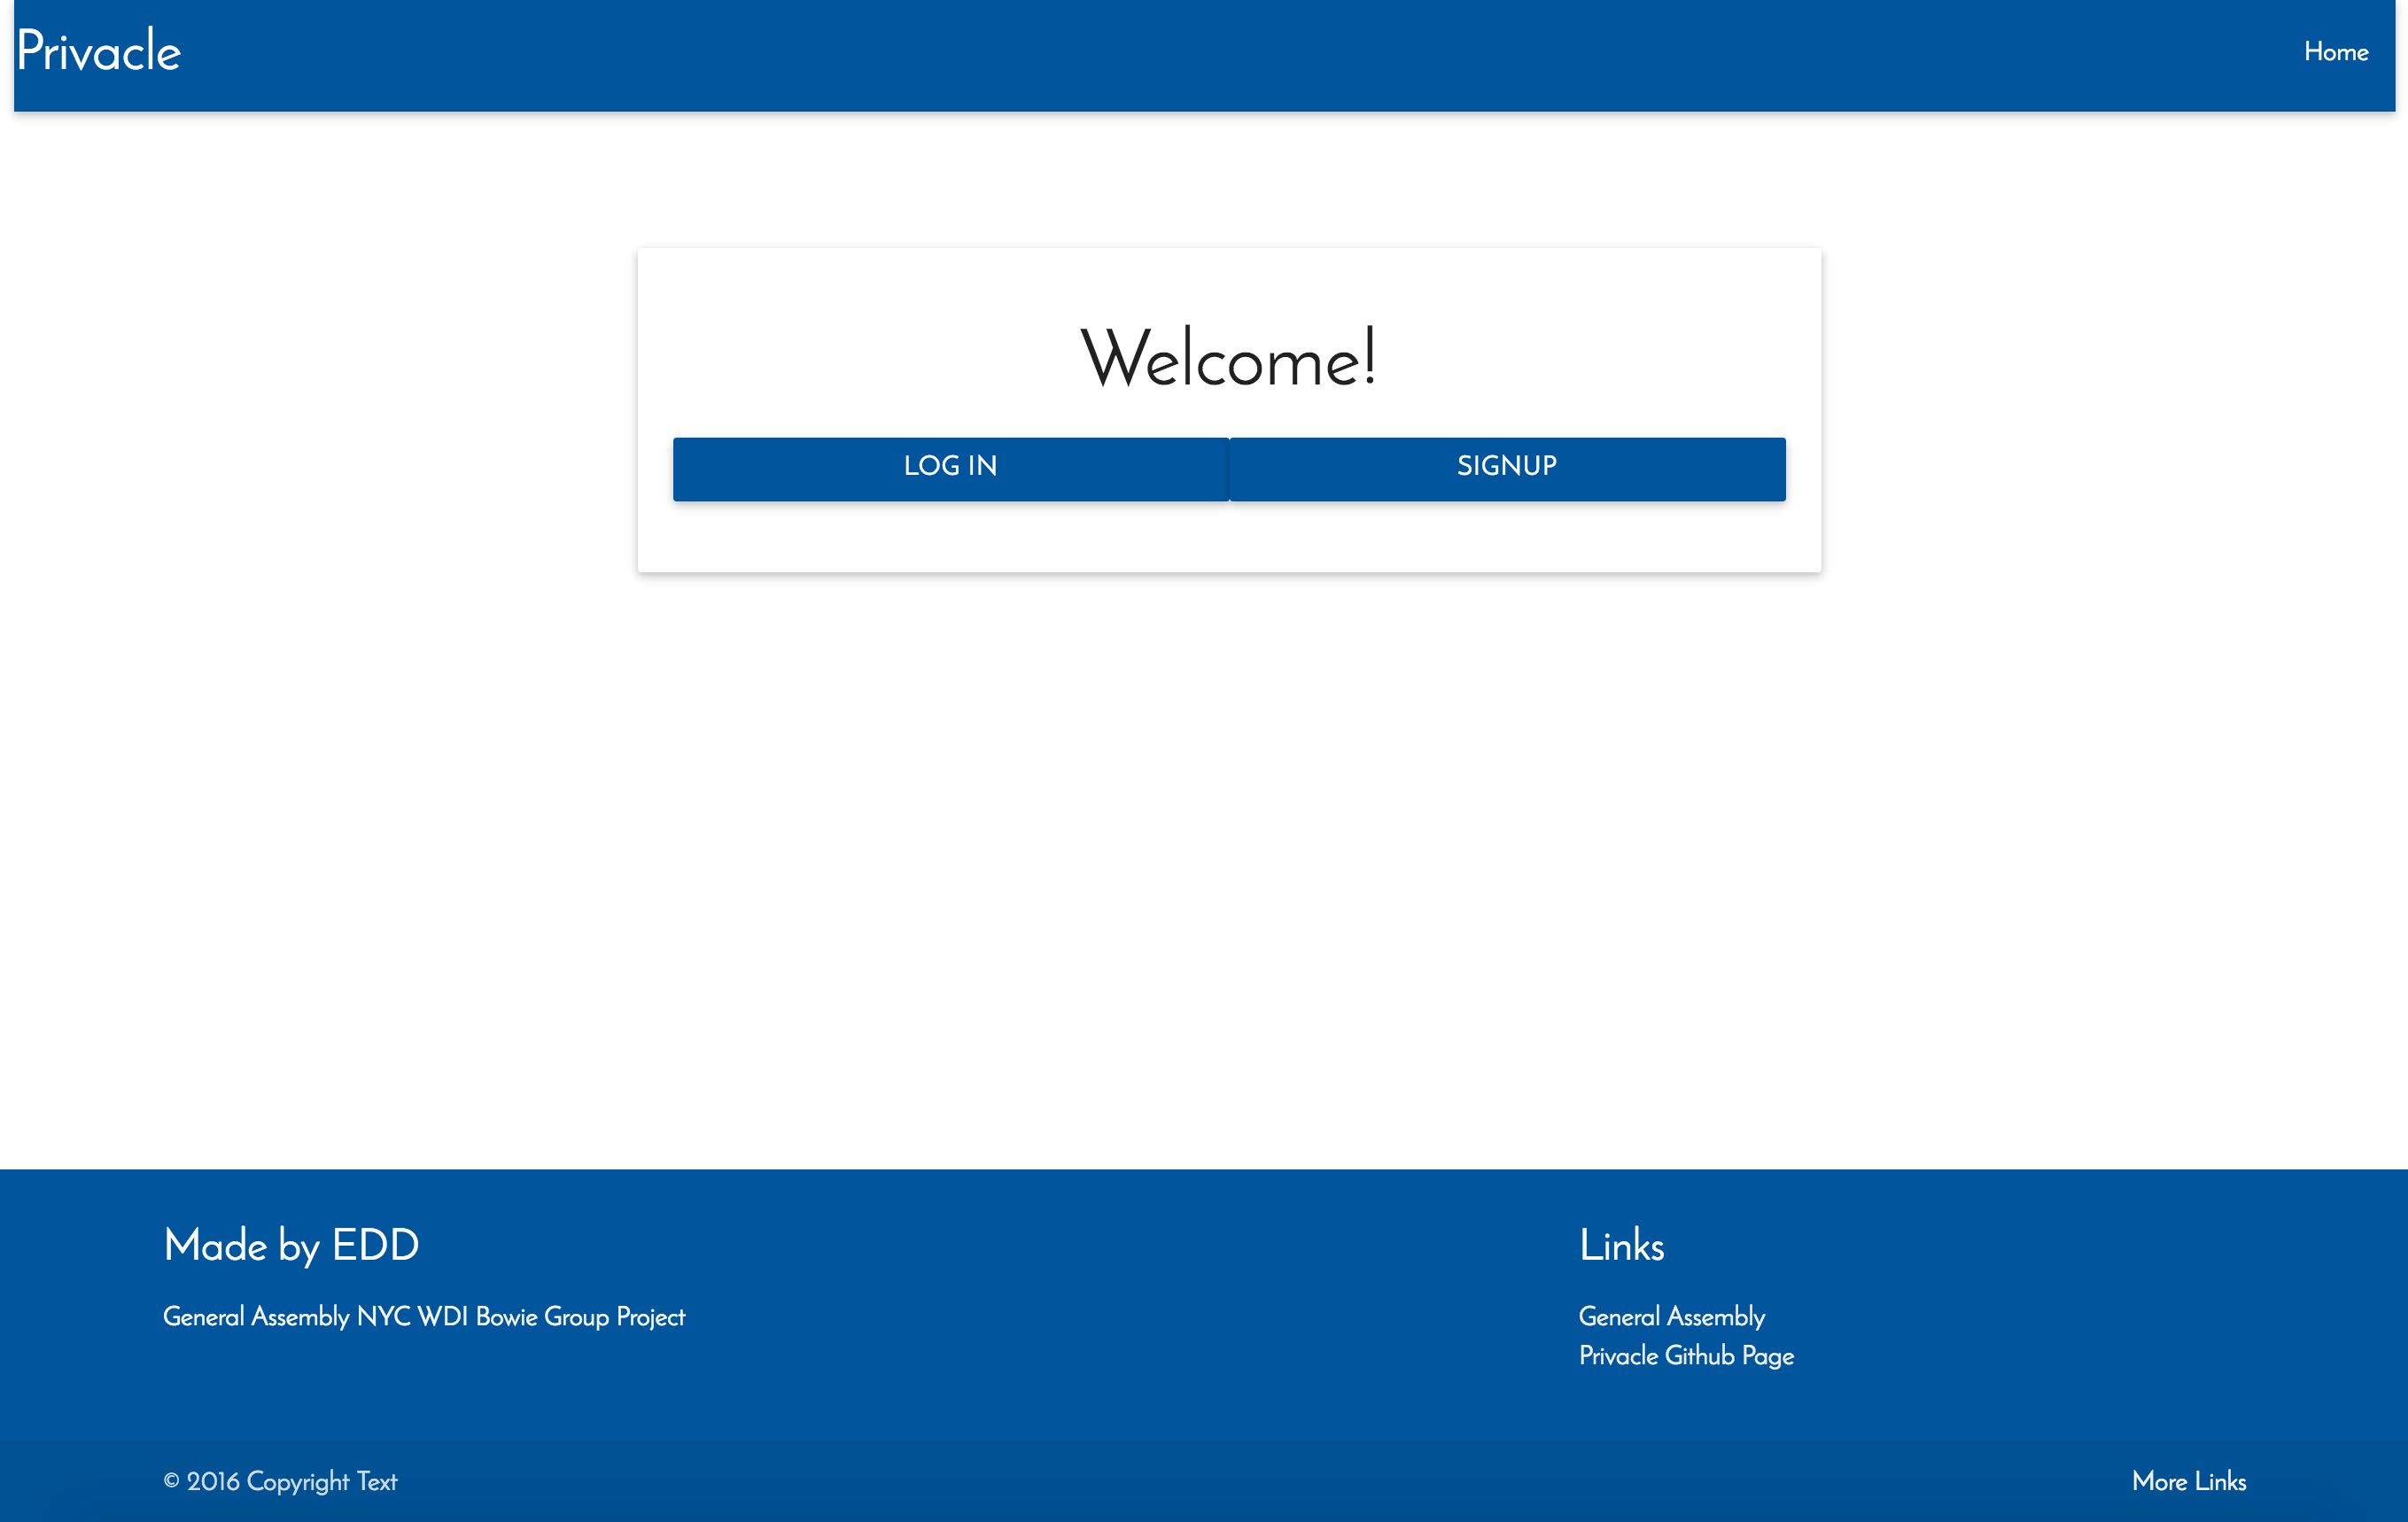 Privacle
Home
Welcome!
LOG IN
SIGNUP
Made by EDD
General Assembly NYC WDI Bowie Group Project
Links
General Assembly
Privacle Github Page
© 2016 Copyright Text
More Links